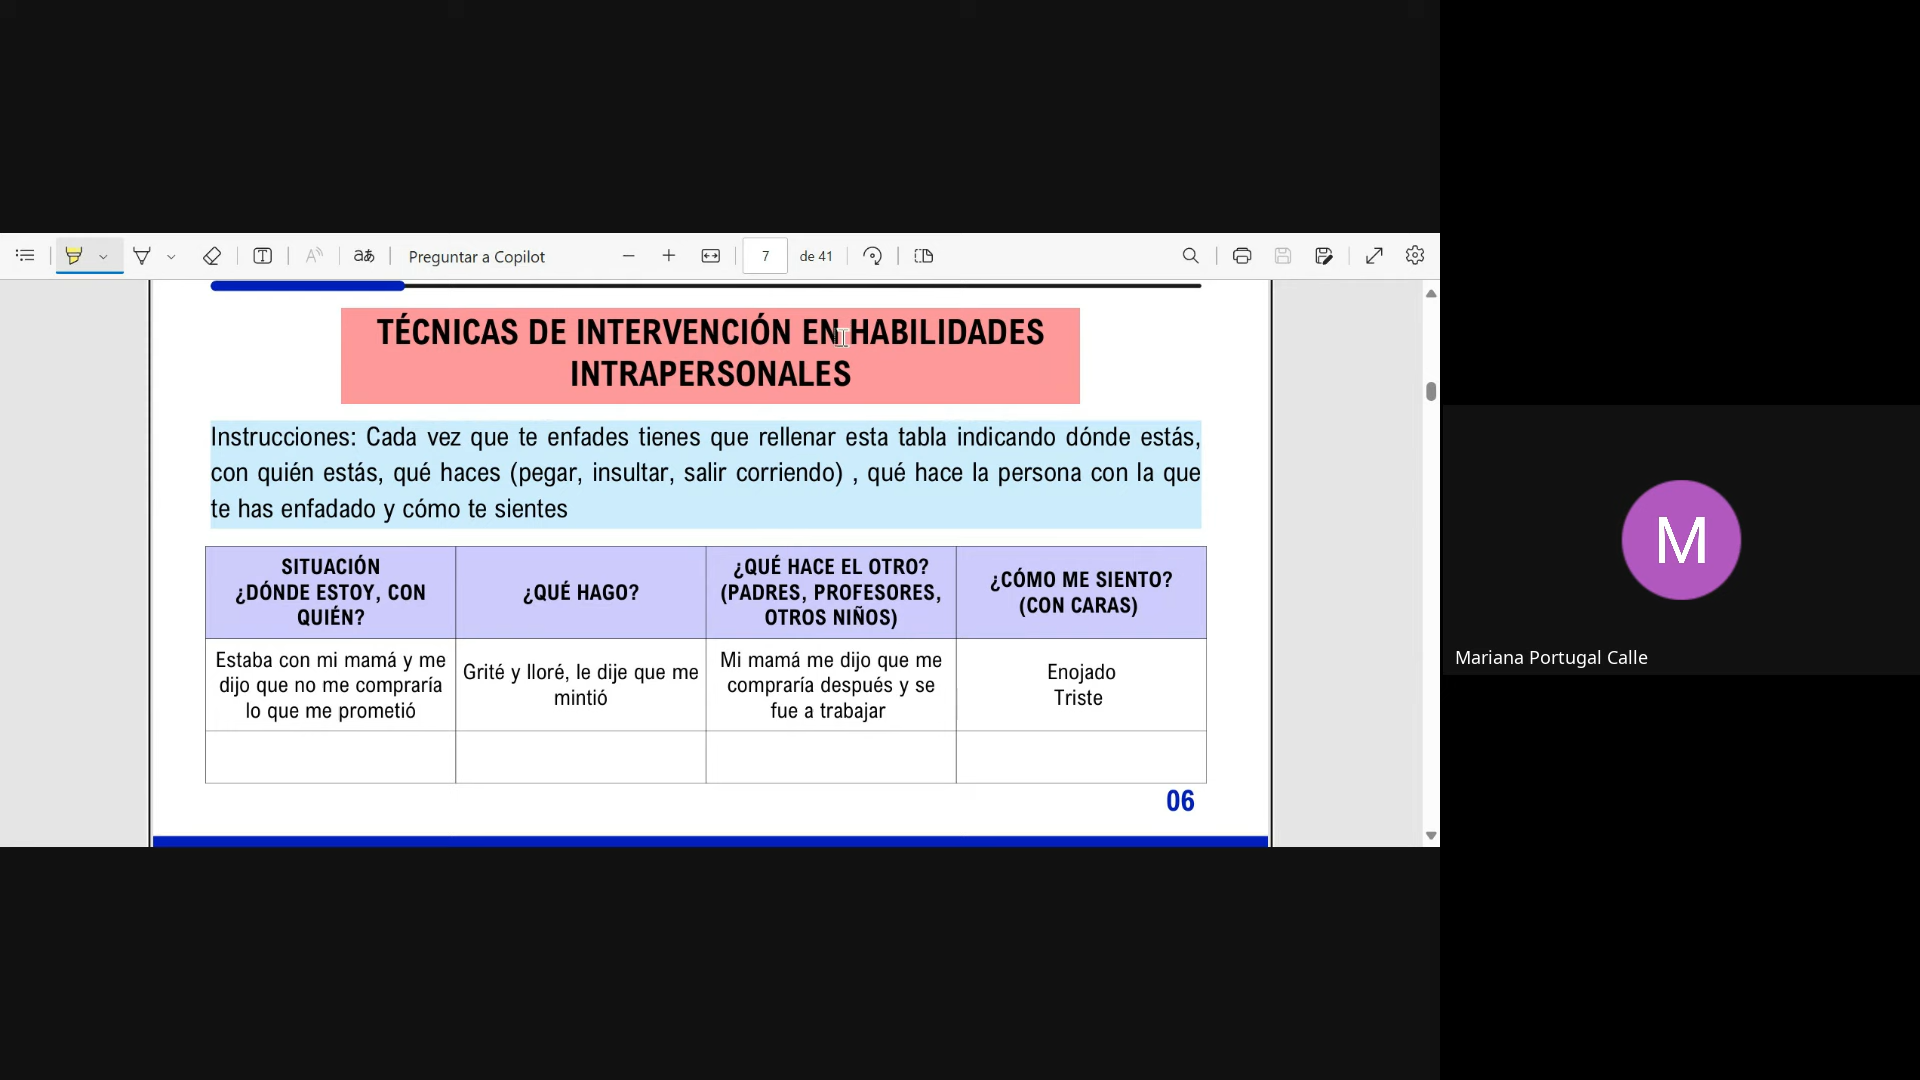 Preguntar a Copilot
7 de 41
TÉCNICAS DE INTERVENCIÓN EN HABILIDADES
INTRAPERSONALES
Instrucciones: Cada vez que te enfades tienes que rellenar esta tabla indicando dónde estás,
con quién estás, qué haces (pegar, insultar, salir corriendo) , qué hace la persona con la que
te has enfadado y cómo te sientes
SITUACIÓN
¿DÓNDE ESTOY, CON
QUIÉN?
¿QUÉ HAGO?
¿QUÉ HACE EL OTRO?
(PADRES, PROFESORES,
OTROS NIÑOS)
¿CÓMO ME SIENTO?
(CON CARAS)
Estaba con mi mamá y me
dijo que no me compraría
lo que me prometió
Grité y lloré, le dije que me
mintió
Mi mamá me dijo que me
compraría después y se
fue a trabajar
Enojado
Triste
06
M
Mariana Portugal Calle